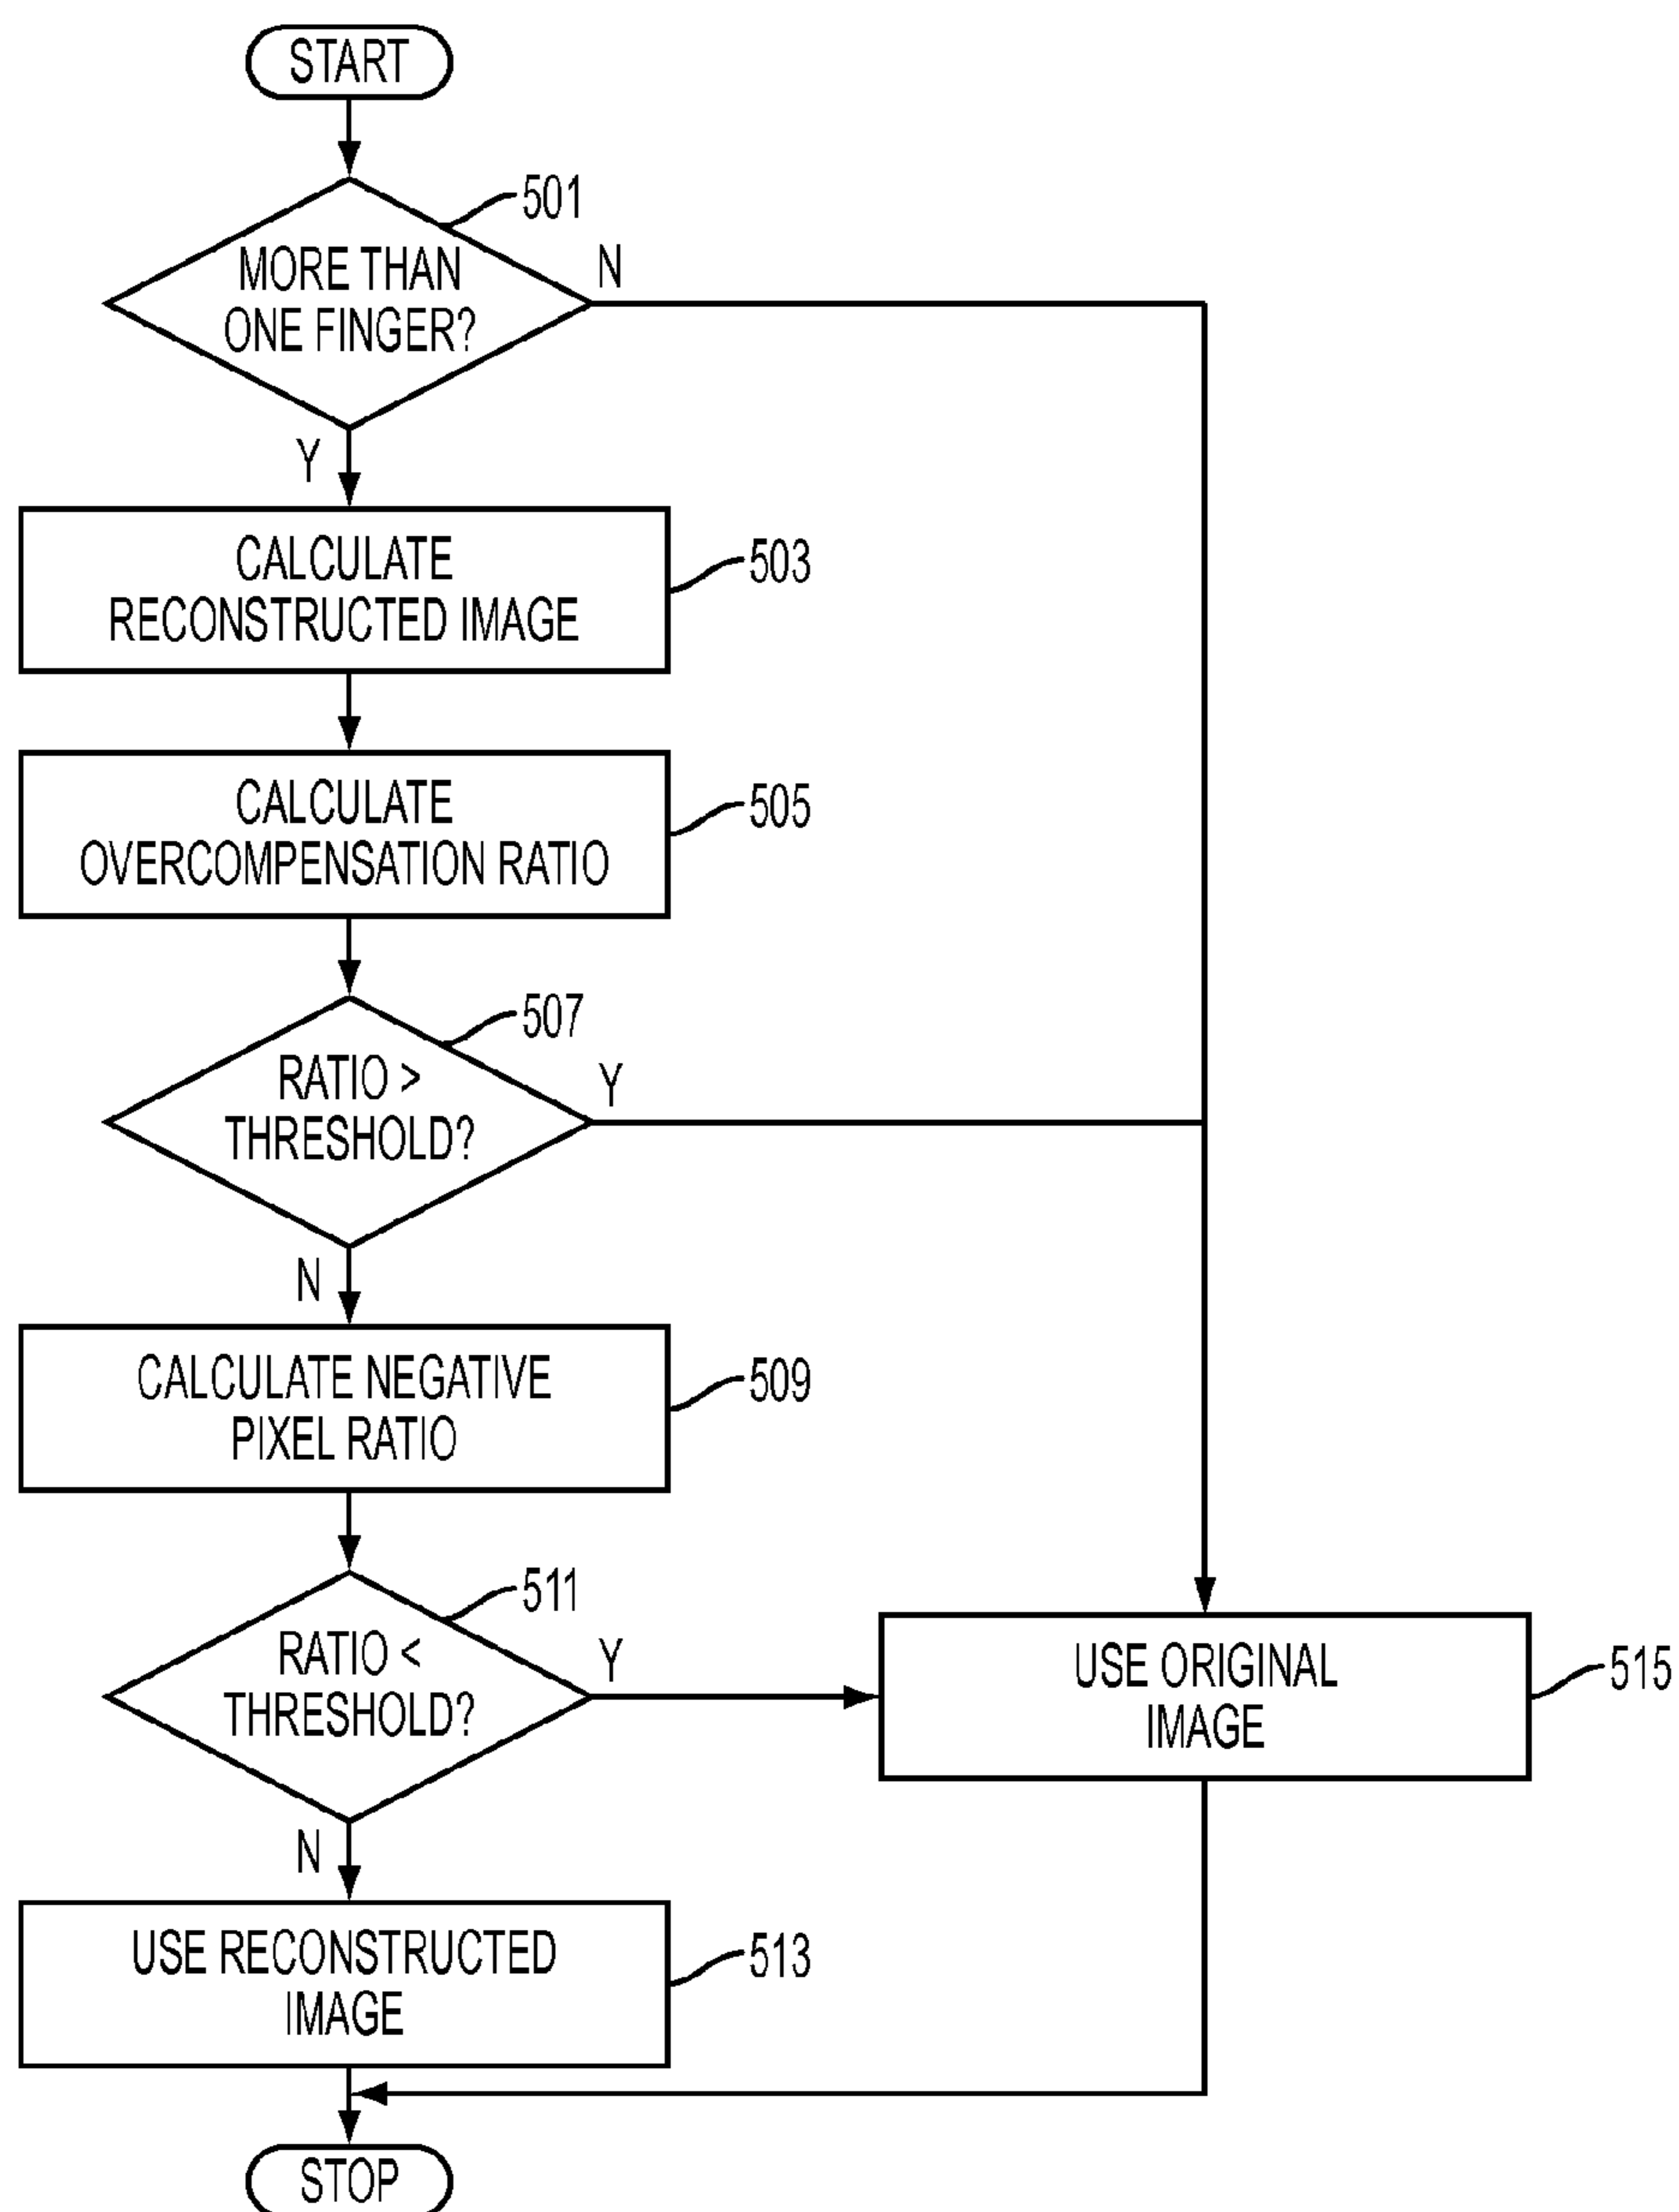 START
501
MORE THAN
ONE FINGER?
N
Y
CALCULATE
RECONSTRUCTED IMAGE
503
CALCULATE
OVERCOMPENSATION RATIO
505
507
RATIO >
THRESHOLD?
Y
N
CALCULATE NEGATIVE
PIXEL RATIO
509
511
RATIO <
THRESHOLD?
Y
USE ORIGINAL
IMAGE
515
N
USE RECONSTRUCTED
IMAGE
513
STOP